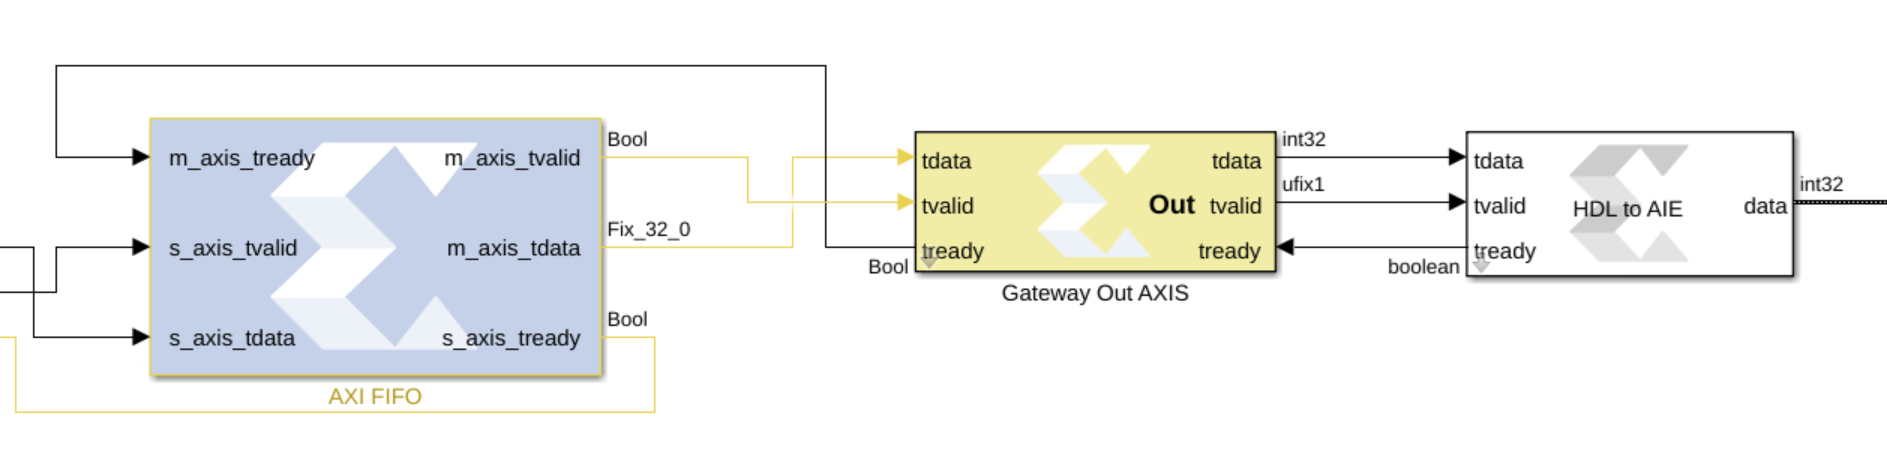 m_axis_tready
m_axis_tvalid
Bool
s_axis_tvalid
m_axis_tdata
Fix_32_0
s_axis_tdata
s_axis_tready
Bool
AXI FIFO
tdata
tdata
int32
tvalid
Out
tvalid
ufix1
tready
tready
Bool
boolean
Gateway Out AXIS
tdata
tvalid
HDL to AIE
data
int32
tready